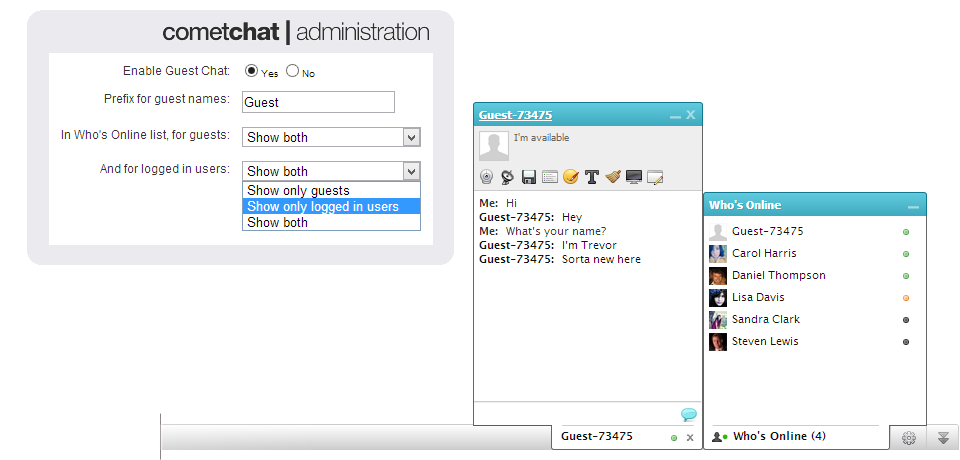 cometchat | administration
Enable Guest Chat: Yes No
Prefix for guest names: Guest
In Who's Online list, for guests: Show both
And for logged in users: Show both
Show only guests
Show only logged in users
Show both
Guest-73475
I'm available
Me: Hi
Guest-73475: Hey
Me: What's your name?
Guest-73475: I'm Trevor
Guest-73475: Sorta new here
Guest-73475
Who's Online
Guest-73475
Carol Harris
Daniel Thompson
Lisa Davis
Sandra Clark
Steven Lewis
Who's Online (4)